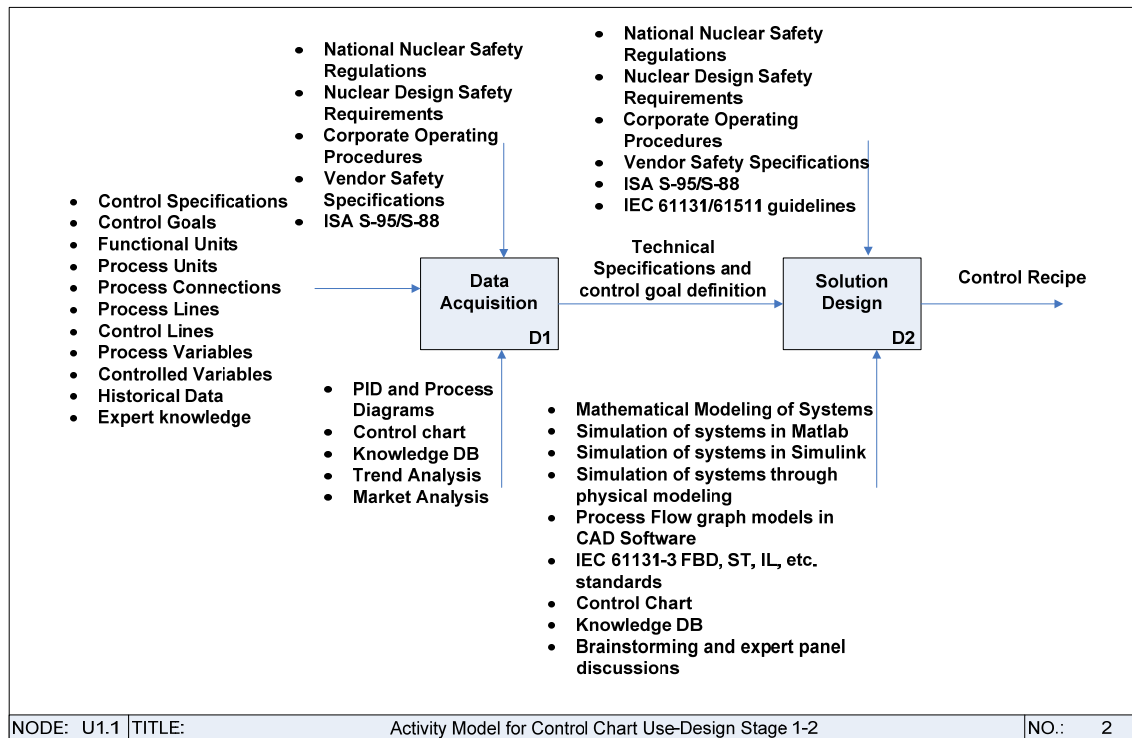 • National Nuclear Safety
Regulations
• Nuclear Design Safety
Requirements
• Corporate Operating
Procedures
• Vendor Safety
Specifications
• ISA S-95/S-88
• National Nuclear Safety
Regulations
• Nuclear Design Safety
Requirements
• Corporate Operating
Procedures
• Vendor Safety Specifications
• ISA S-95/S-88
• IEC 61131/61511 guidelines
• Control Specifications
• Control Goals
• Functional Units
• Process Units
• Process Connections
• Process Lines
• Control Lines
• Process Variables
• Controlled Variables
• Historical Data
• Expert knowledge
Data
Acquisition
D1
Technical
Specifications and
control goal definition
Solution
Design
D2
Control Recipe
• PID and Process
Diagrams
• Control chart
• Knowledge DB
• Trend Analysis
• Market Analysis
• Mathematical Modeling of Systems
• Simulation of systems in Matlab
• Simulation of systems in Simulink
• Simulation of systems through
physical modeling
• Process Flow graph models in
CAD Software
• IEC 61131-3 FBD, ST, IL, etc.
standards
• Control Chart
• Knowledge DB
• Brainstorming and expert panel
discussions
NODE: U1.1 TITLE: Activity Model for Control Chart Use-Design Stage 1-2 NO.: 2